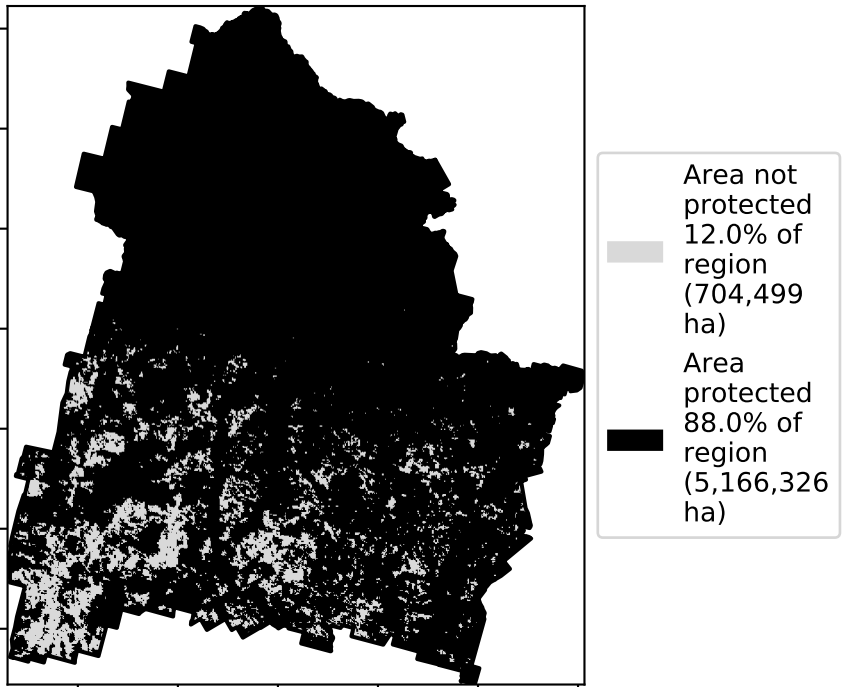 Area not
protected
12.0% of
region
(704,499
ha)
Area
protected
88.0% of
region
(5,166,326
ha)